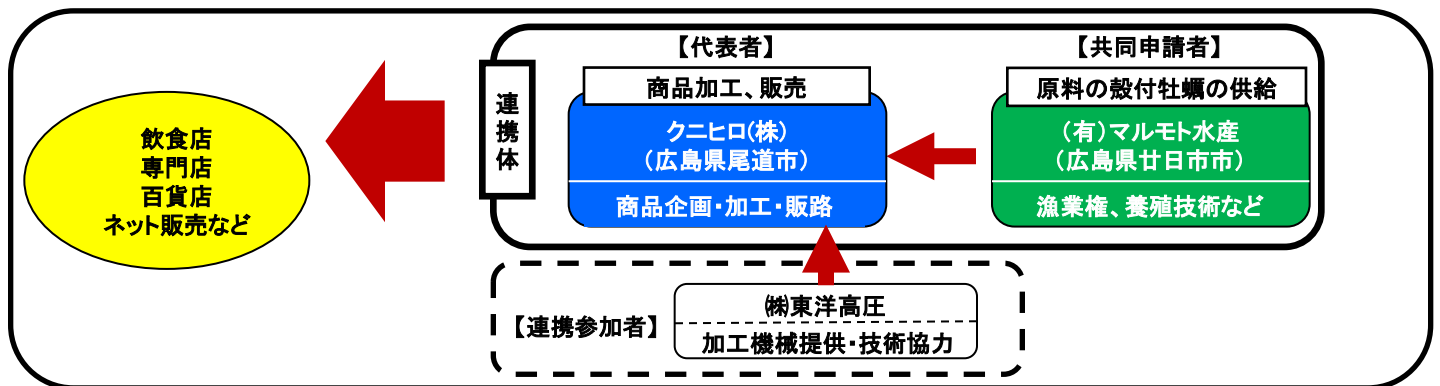 飲食店
専門店
百貨店
ネット販売など
連携体
【代表者】
商品加工、販売
クニヒロ(株)
（広島県尾道市）
商品企画・加工・販路
【共同申請者】
原料の殻付牡蠣の供給
（有）マルモト水産
（広島県廿日市市）
漁業権、養殖技術など
【連携参加者】
㈱東洋高圧
加工機械提供・技術協力